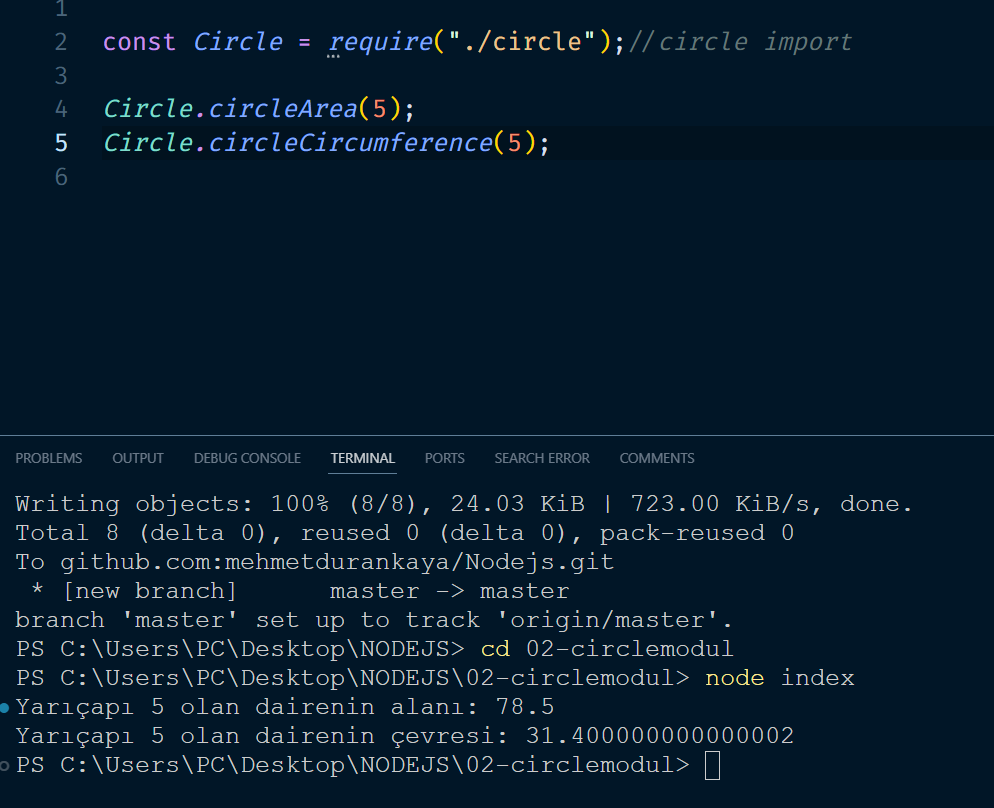 1
2 const Circle = require("./circle");//circle import
3
4 Circle.circleArea(5);
5 Circle.circleCircumference(5);
6
PROBLEMS OUTPUT DEBUG CONSOLE TERMINAL PORTS SEARCH ERROR COMMENTS
Writing objects: 100% (8/8), 24.03 KiB | 723.00 KiB/s, done.
Total 8 (delta 0), reused 0 (delta 0), pack-reused 0
To github.com:mehmetdurankaya/Nodejs.git
 * [new branch]      master -> master
branch 'master' set up to track 'origin/master'.
PS C:\Users\PC\Desktop\NODEJS> cd 02-circlemodul
PS C:\Users\PC\Desktop\NODEJS\02-circlemodul> node index
Yarıçapı 5 olan dairenin alanı: 78.5
Yarıçapı 5 olan dairenin çevresi: 31.400000000000002
PS C:\Users\PC\Desktop\NODEJS\02-circlemodul>